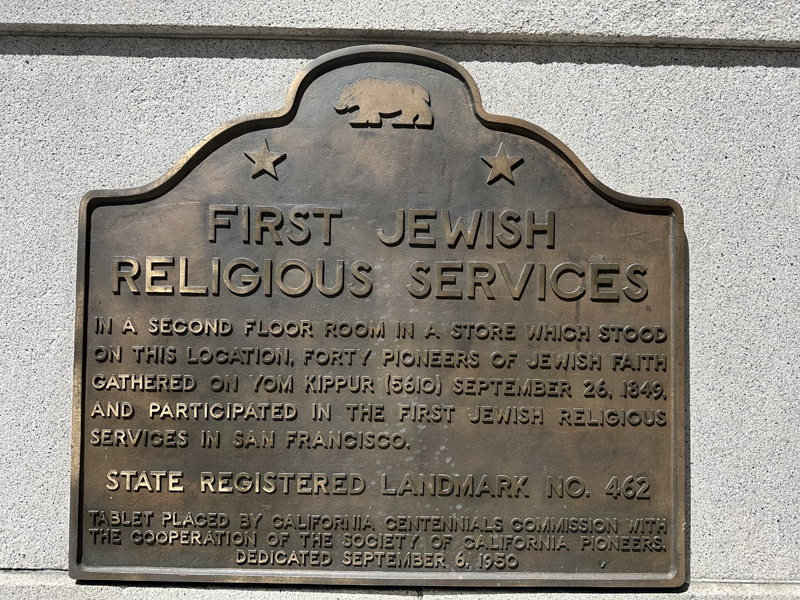 FIRST JEWISH
RELIGIOUS SERVICES
IN A SECOND FLOOR ROOM IN A STORE WHICH STOOD
ON THIS LOCATION, FORTY PIONEERS OF JEWISH FAITH
GATHERED ON YOM KIPPUR (5610) SEPTEMBER 26, 1849,
AND PARTICIPATED IN THE FIRST JEWISH RELIGIOUS
SERVICES IN SAN FRANCISCO.
STATE REGISTERED LANDMARK NO. 462
TABLET PLACED BY CALIFORNIA CENTENNIALS COMMISSION WITH
THE COOPERATION OF THE SOCIETY OF CALIFORNIA PIONEERS.
DEDICATED SEPTEMBER 6, 1950